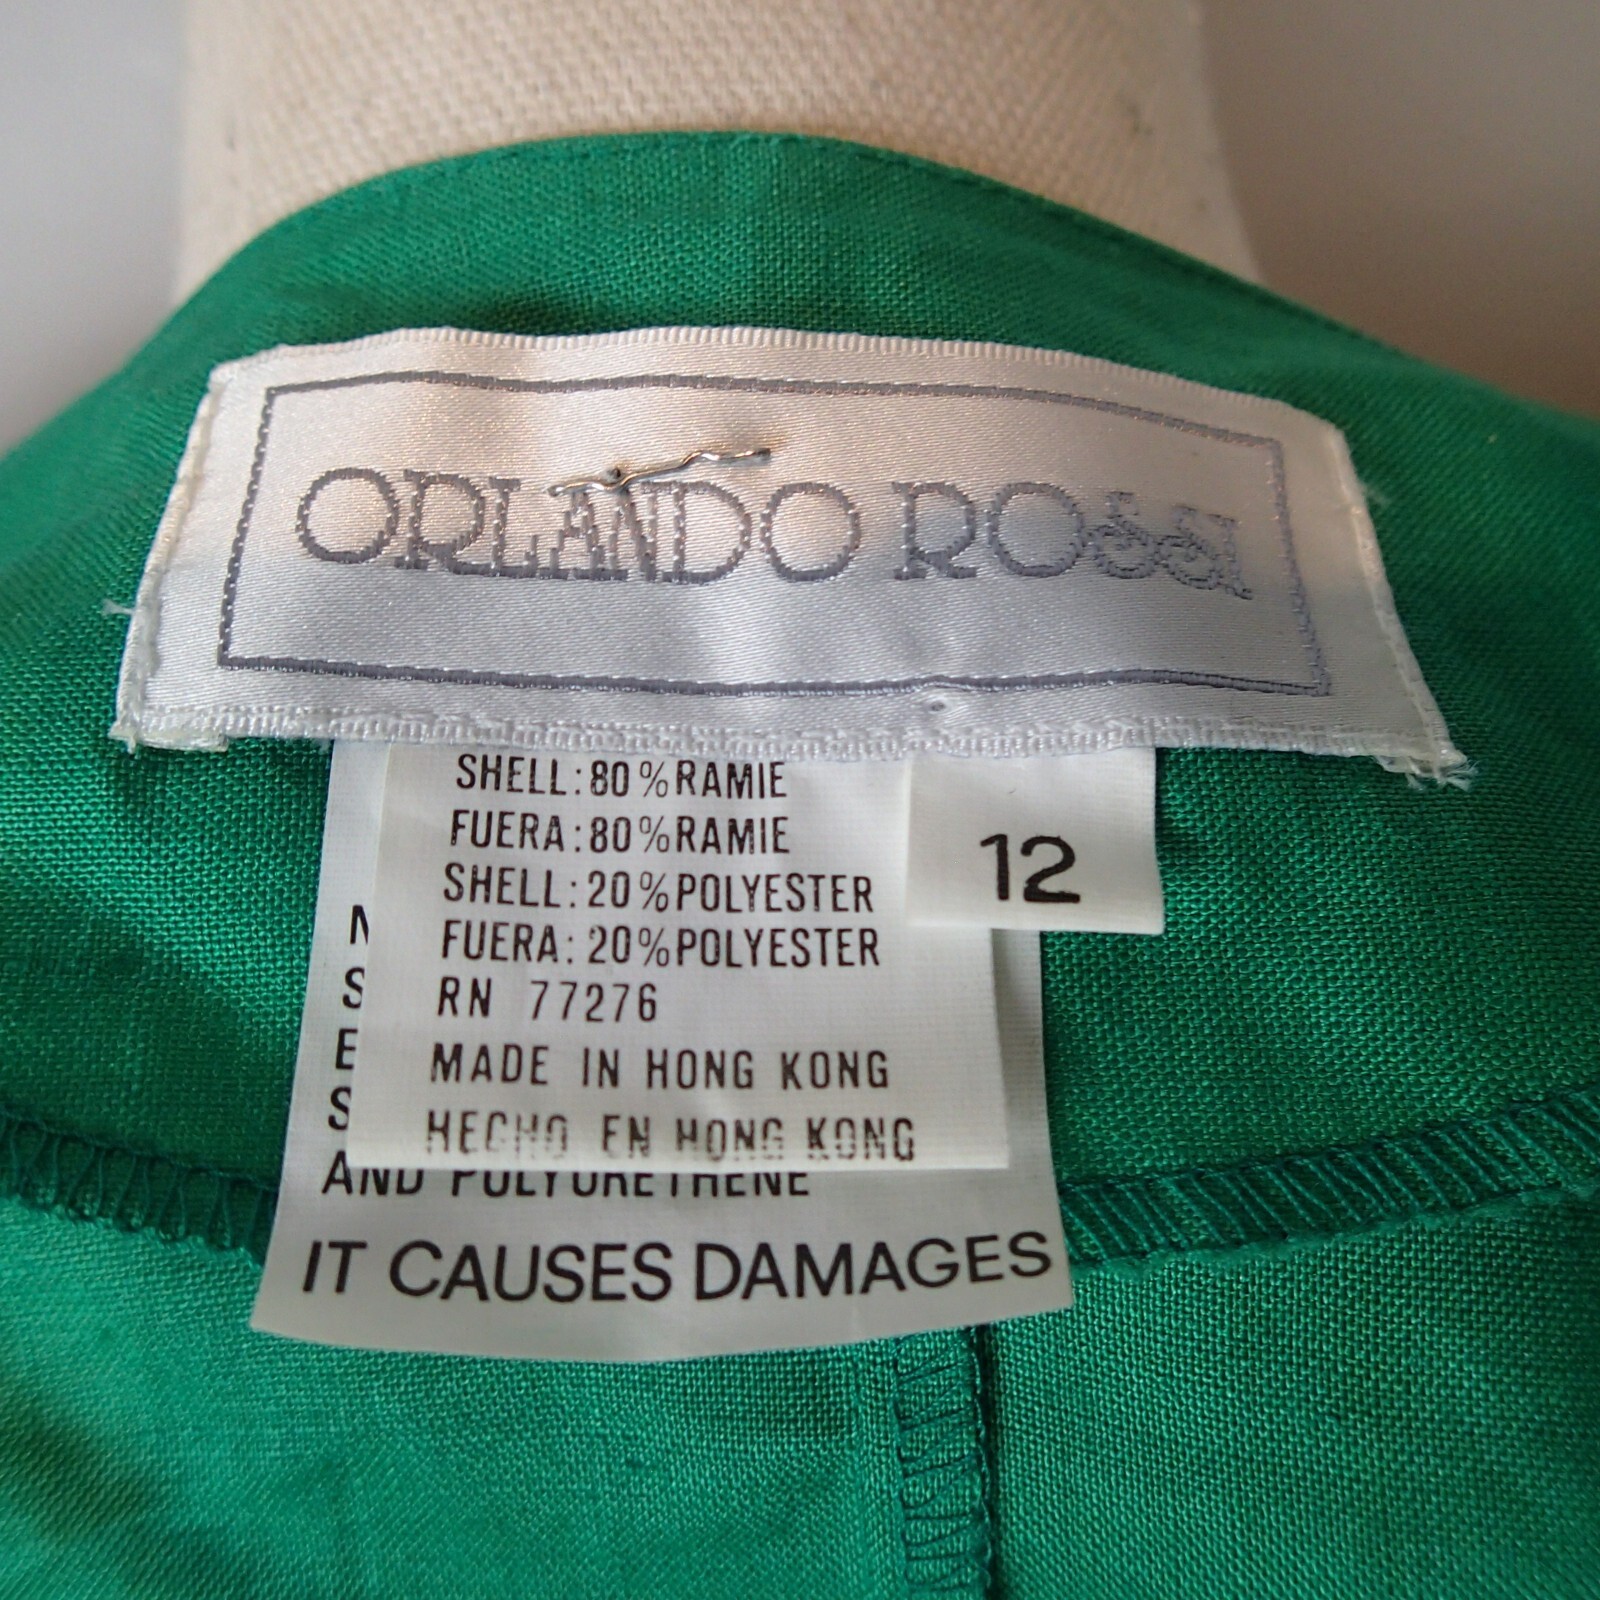 ORLANDO ROSSI
SHELL: 80% RAMIE
FUERA: 80% RAMIE
SHELL: 20% POLYESTER
FUERA: 20% POLYESTER
RN 77276
MADE IN HONG KONG
HECHO EN HONG KONG
12
AND POLYURETHENE
IT CAUSES DAMAGES